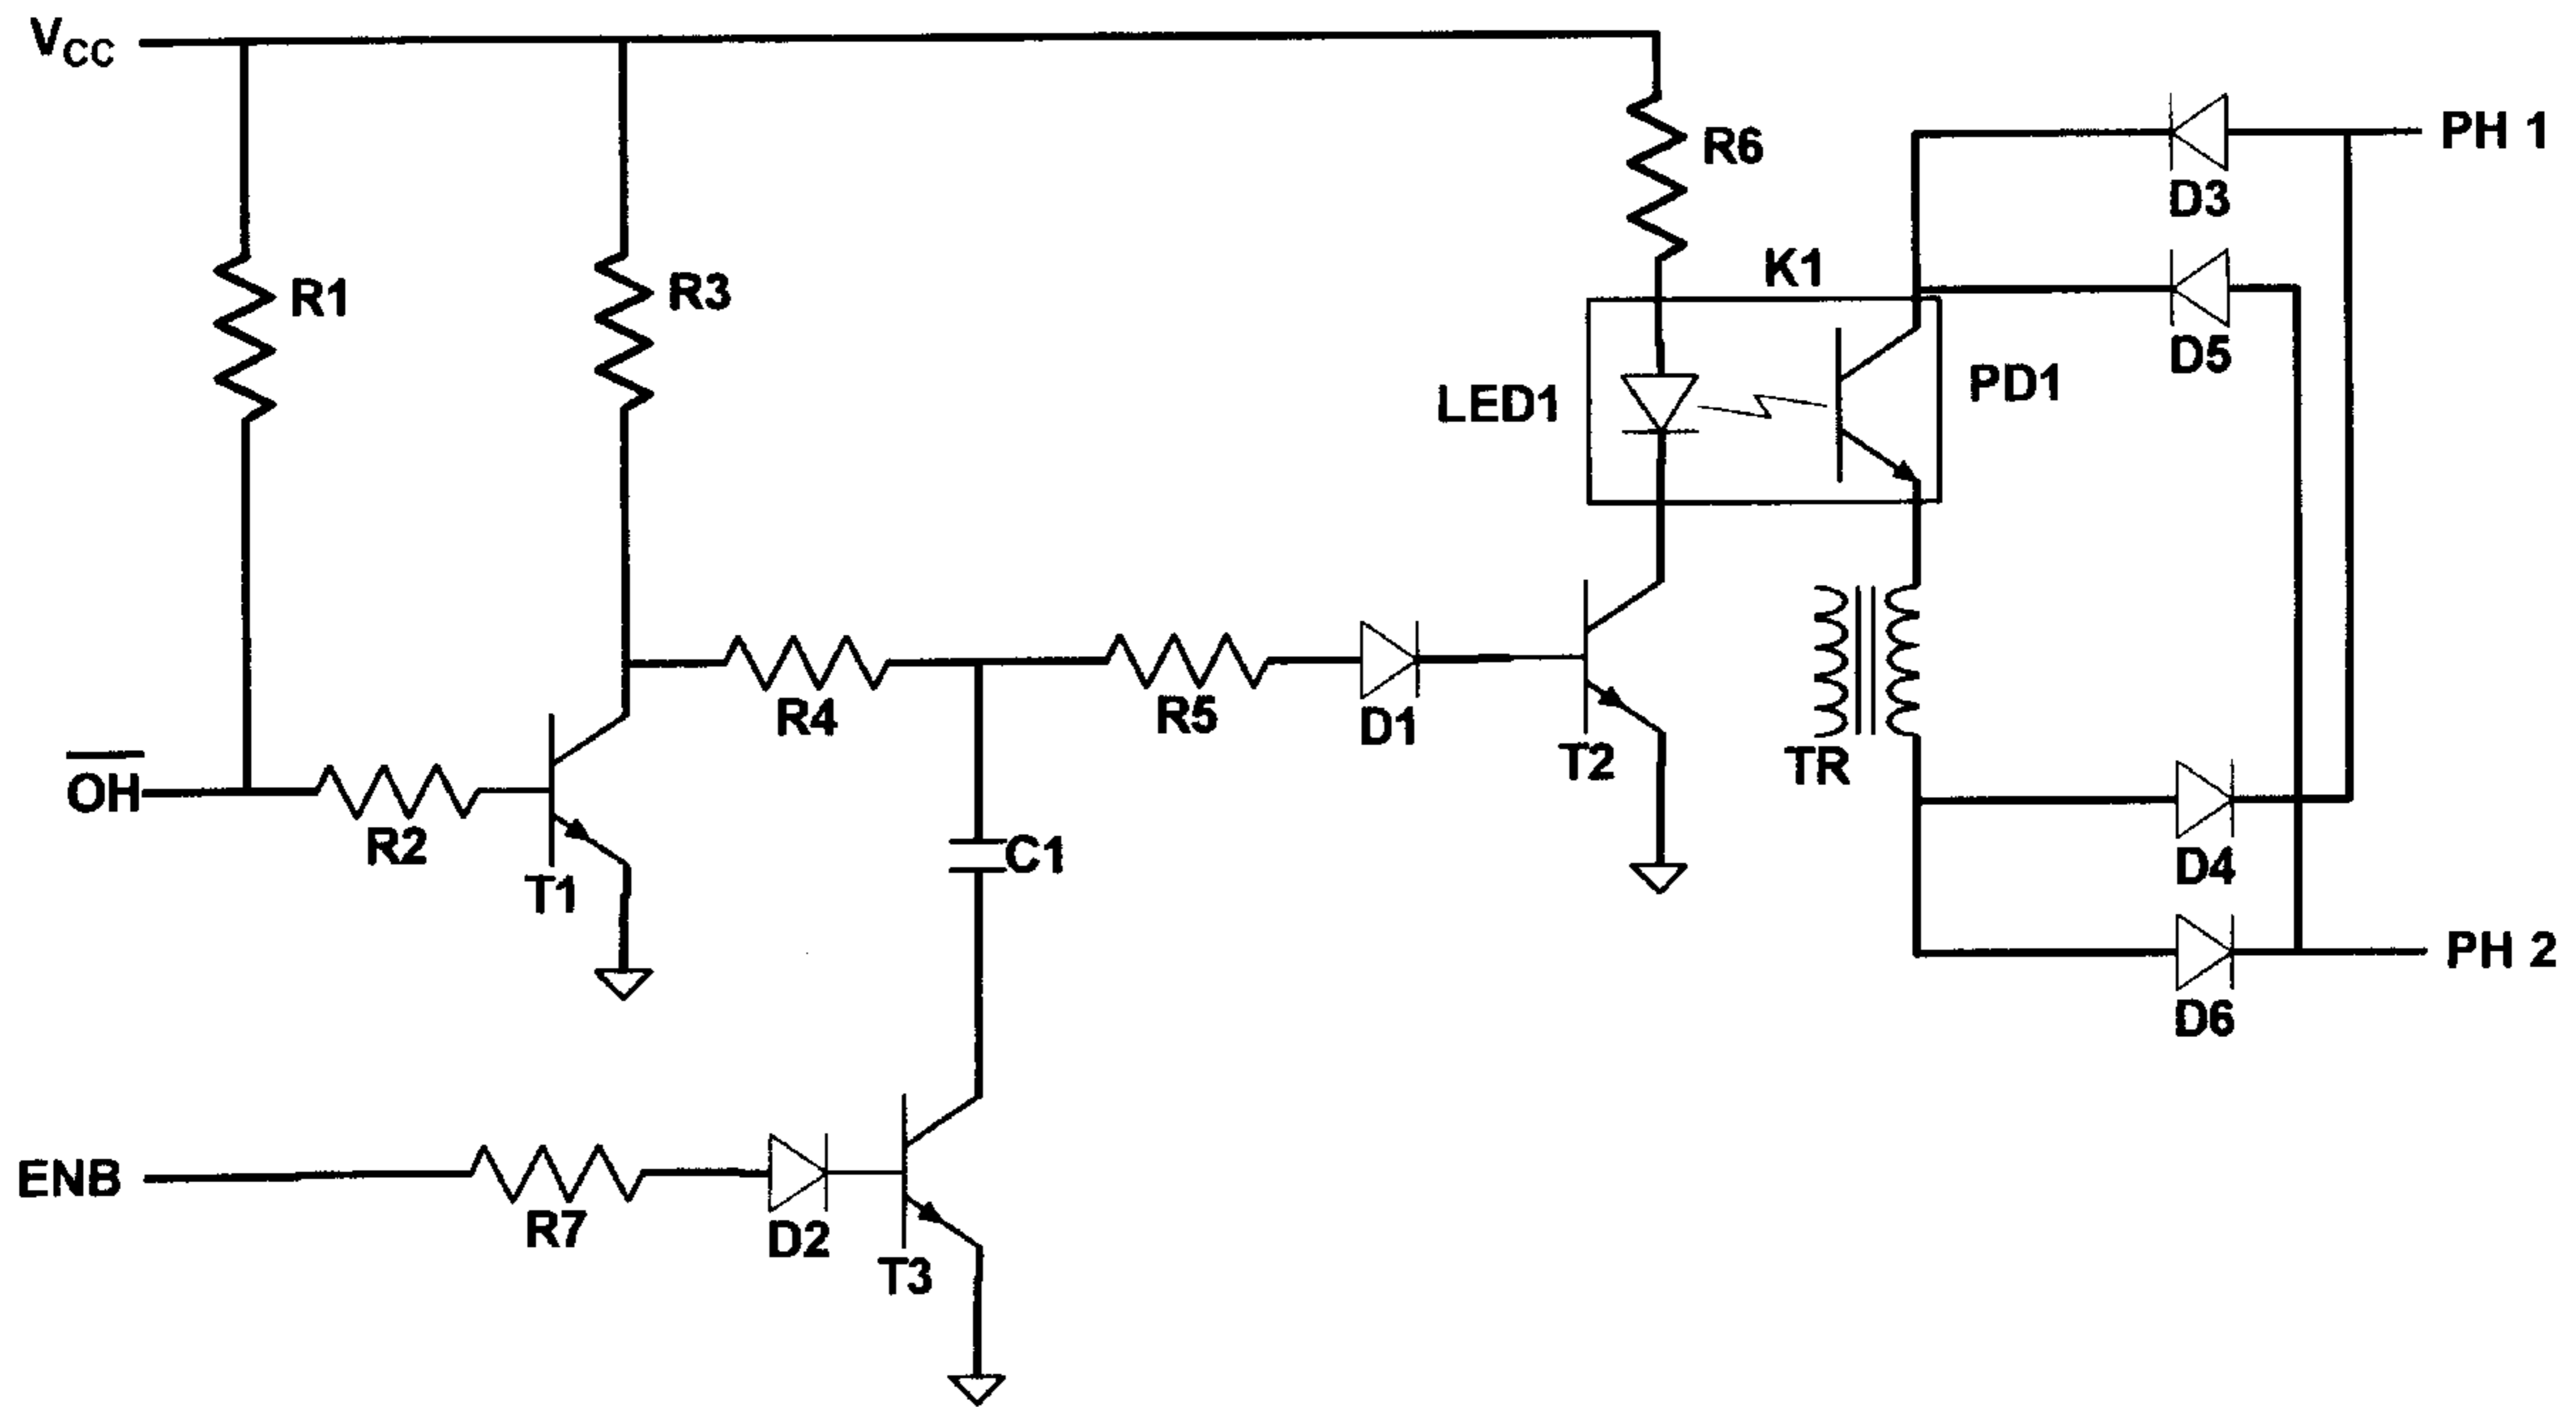 VCC
PH 1
R6
D3
K1
R1
R3
D5
LED1
PD1
R4
R5
D1
T2
TR
O̅H̅
R2
T1
C1
D4
PH 2
D6
ENB
R7
D2
T3